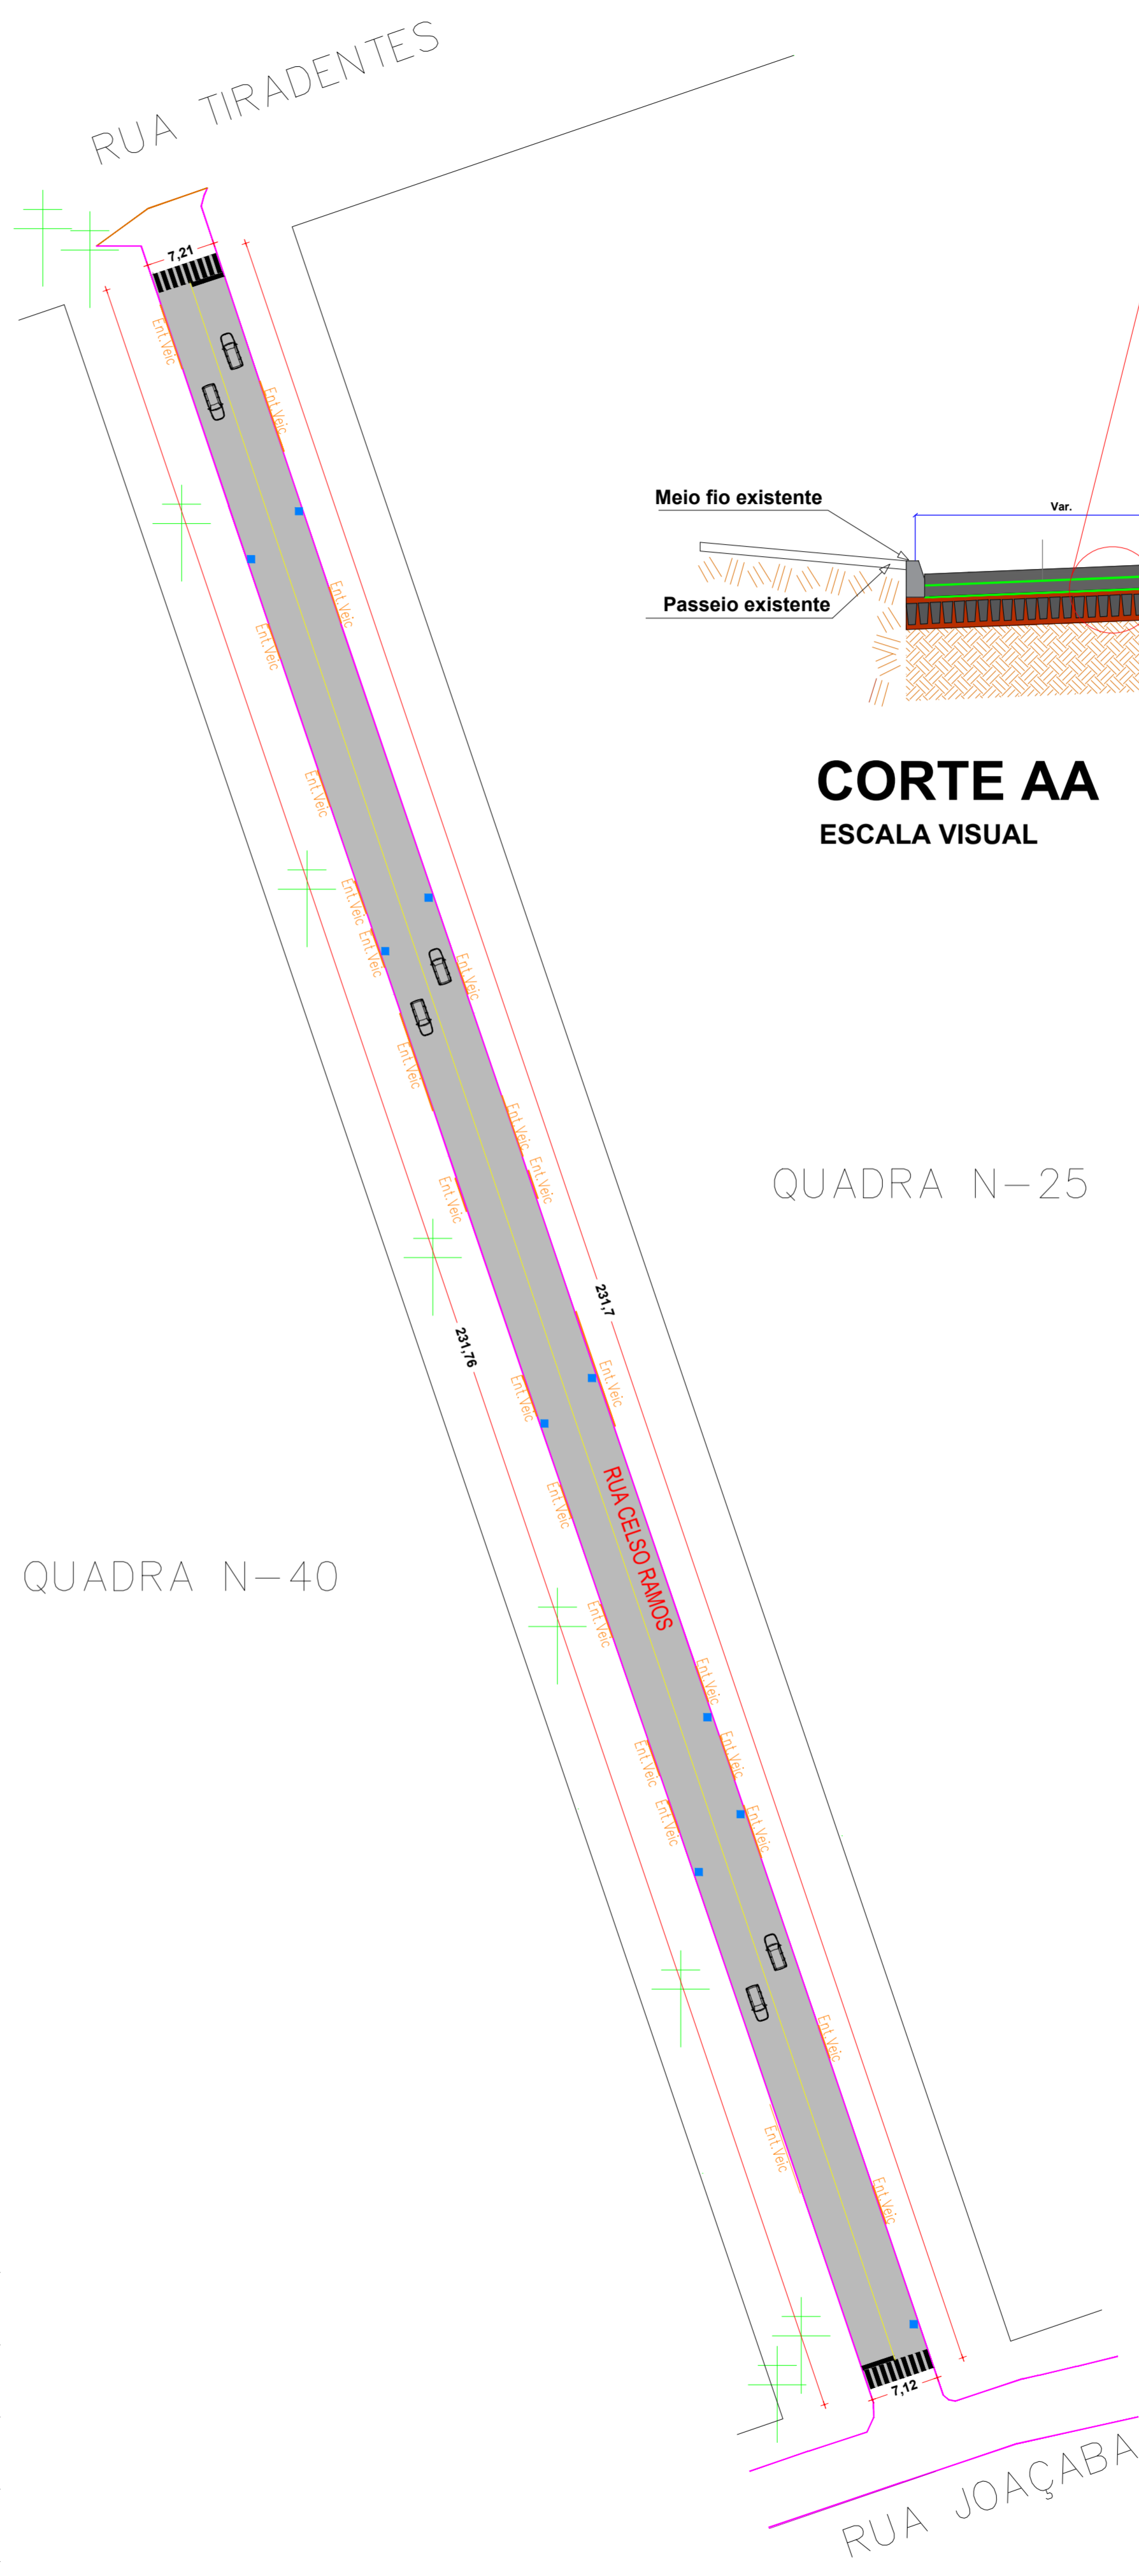 RUA TIRADENTES
7,21
Ent.Veic
Ent.Veic
Meio fio existente
Var.
Passeio existente
Ent.Veic
Ent.Veic
CORTE AA
ESCALA VISUAL
Ent.Veic
Ent.Veic
Ent.Veic
Ent.Veic
Ent.Veic
Ent.Veic
Ent.Veic
Ent.Veic
QUADRA N-25
231,7
231,76
Ent.Veic
Ent.Veic
RUA CELSO RAMOS
Ent.Veic
QUADRA N-40
Ent.Veic
Ent.Veic
Ent.Veic
Ent.Veic
Ent.Veic
Ent.Veic
Ent.Veic
Ent.Veic
Ent.Veic
7,12
RUA JOAÇABA